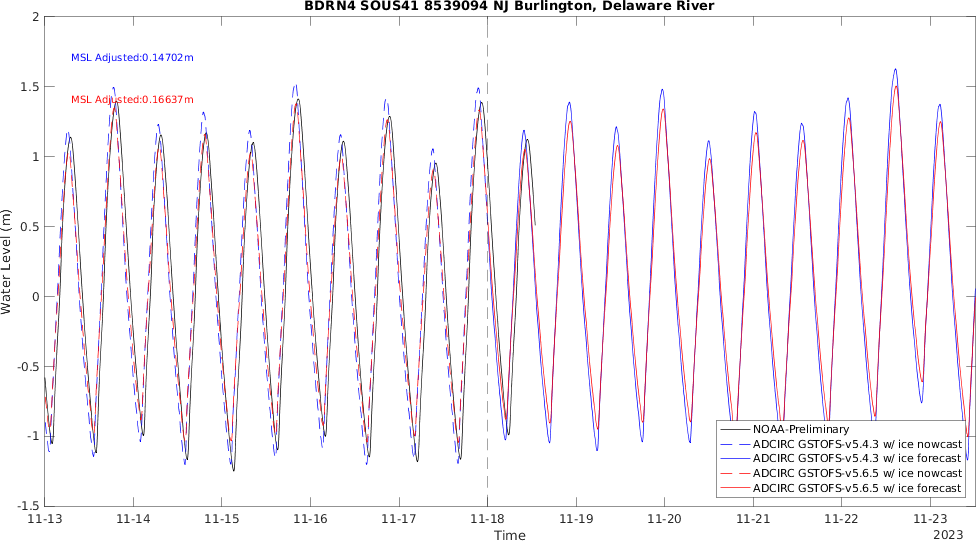 BDRN4 SOUS41 8539094 NJ Burlington, Delaware River
2
1.5
1
0.5
0
-0.5
-1
-1.5
Water Level (m)
MSL Adjusted:0.14702m
MSL Adjusted:0.16637m
NOAA-Preliminary
ADCIRC GSTOFS-v5.4.3 w/ ice nowcast
ADCIRC GSTOFS-v5.4.3 w/ ice forecast
ADCIRC GSTOFS-v5.6.5 w/ ice nowcast
ADCIRC GSTOFS-v5.6.5 w/ ice forecast
11-13 11-14 11-15 11-16 11-17 11-18 11-19 11-20 11-21 11-22 11-23
Time
2023